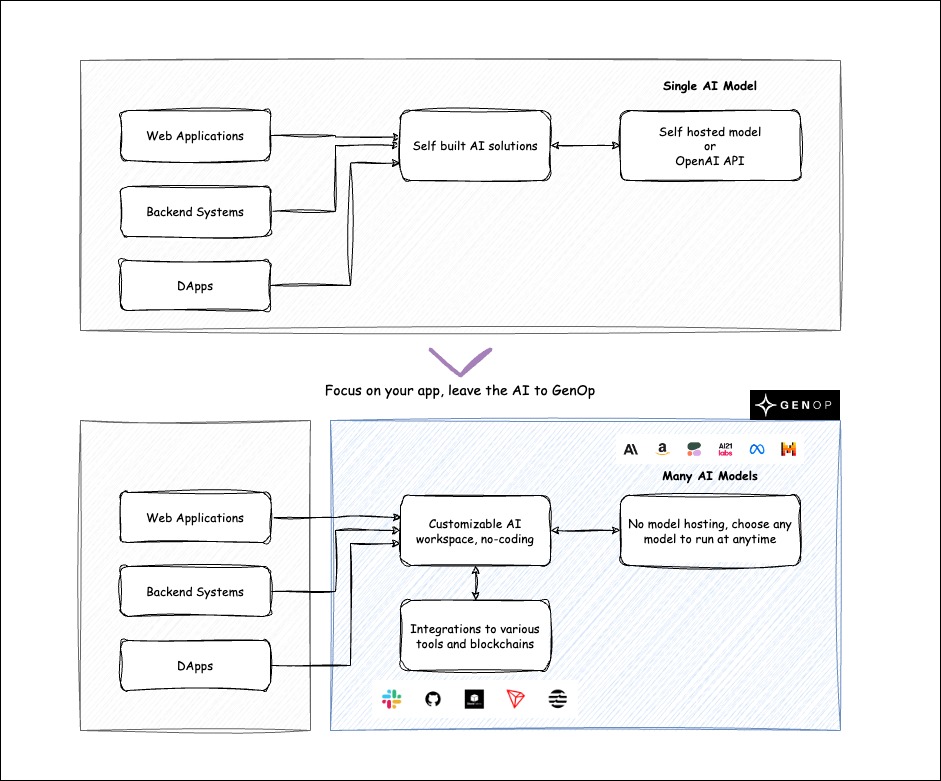 Single AI Model
Web Applications
Self built AI solutions
Self hosted model
or
OpenAI API
Backend Systems
DApps
Focus on your app, leave the AI to GenOp
GENOP
AI21
labs
Many AI Models
Web Applications
Customizable AI
workspace, no-coding
No model hosting, choose any
model to run at anytime
Backend Systems
Integrations to various
tools and blockchains
DApps